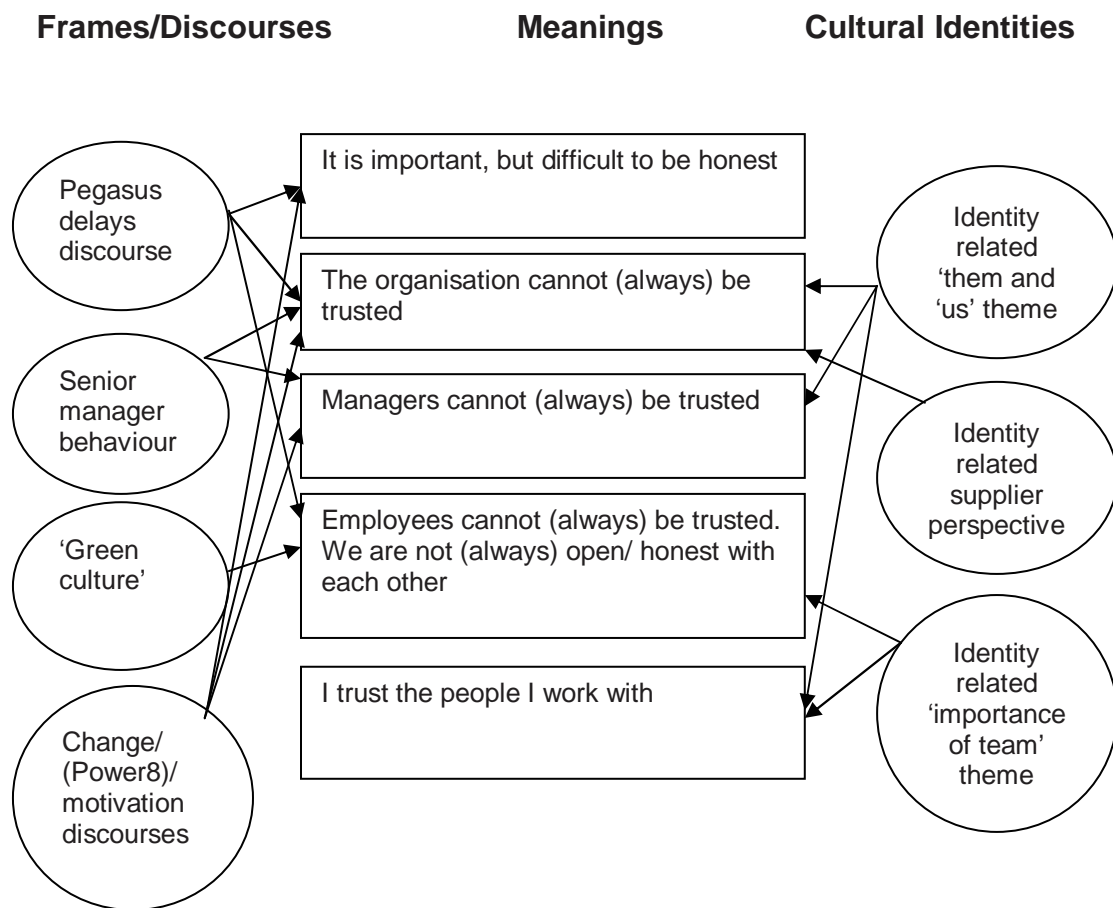 Frames/Discourses
Meanings
Cultural Identities
Pegasus
delays
discourse
Senior
manager
behaviour
‘Green
culture’
Change/
(Power8)/
motivation
discourses
It is important, but difficult to be honest
The organisation cannot (always) be
trusted
Managers cannot (always) be trusted
Employees cannot (always) be trusted.
We are not (always) open/ honest with
each other
I trust the people I work with
Identity
related
‘them and
‘us’ theme
Identity
related
supplier
perspective
Identity
related
‘importance
of team’
theme